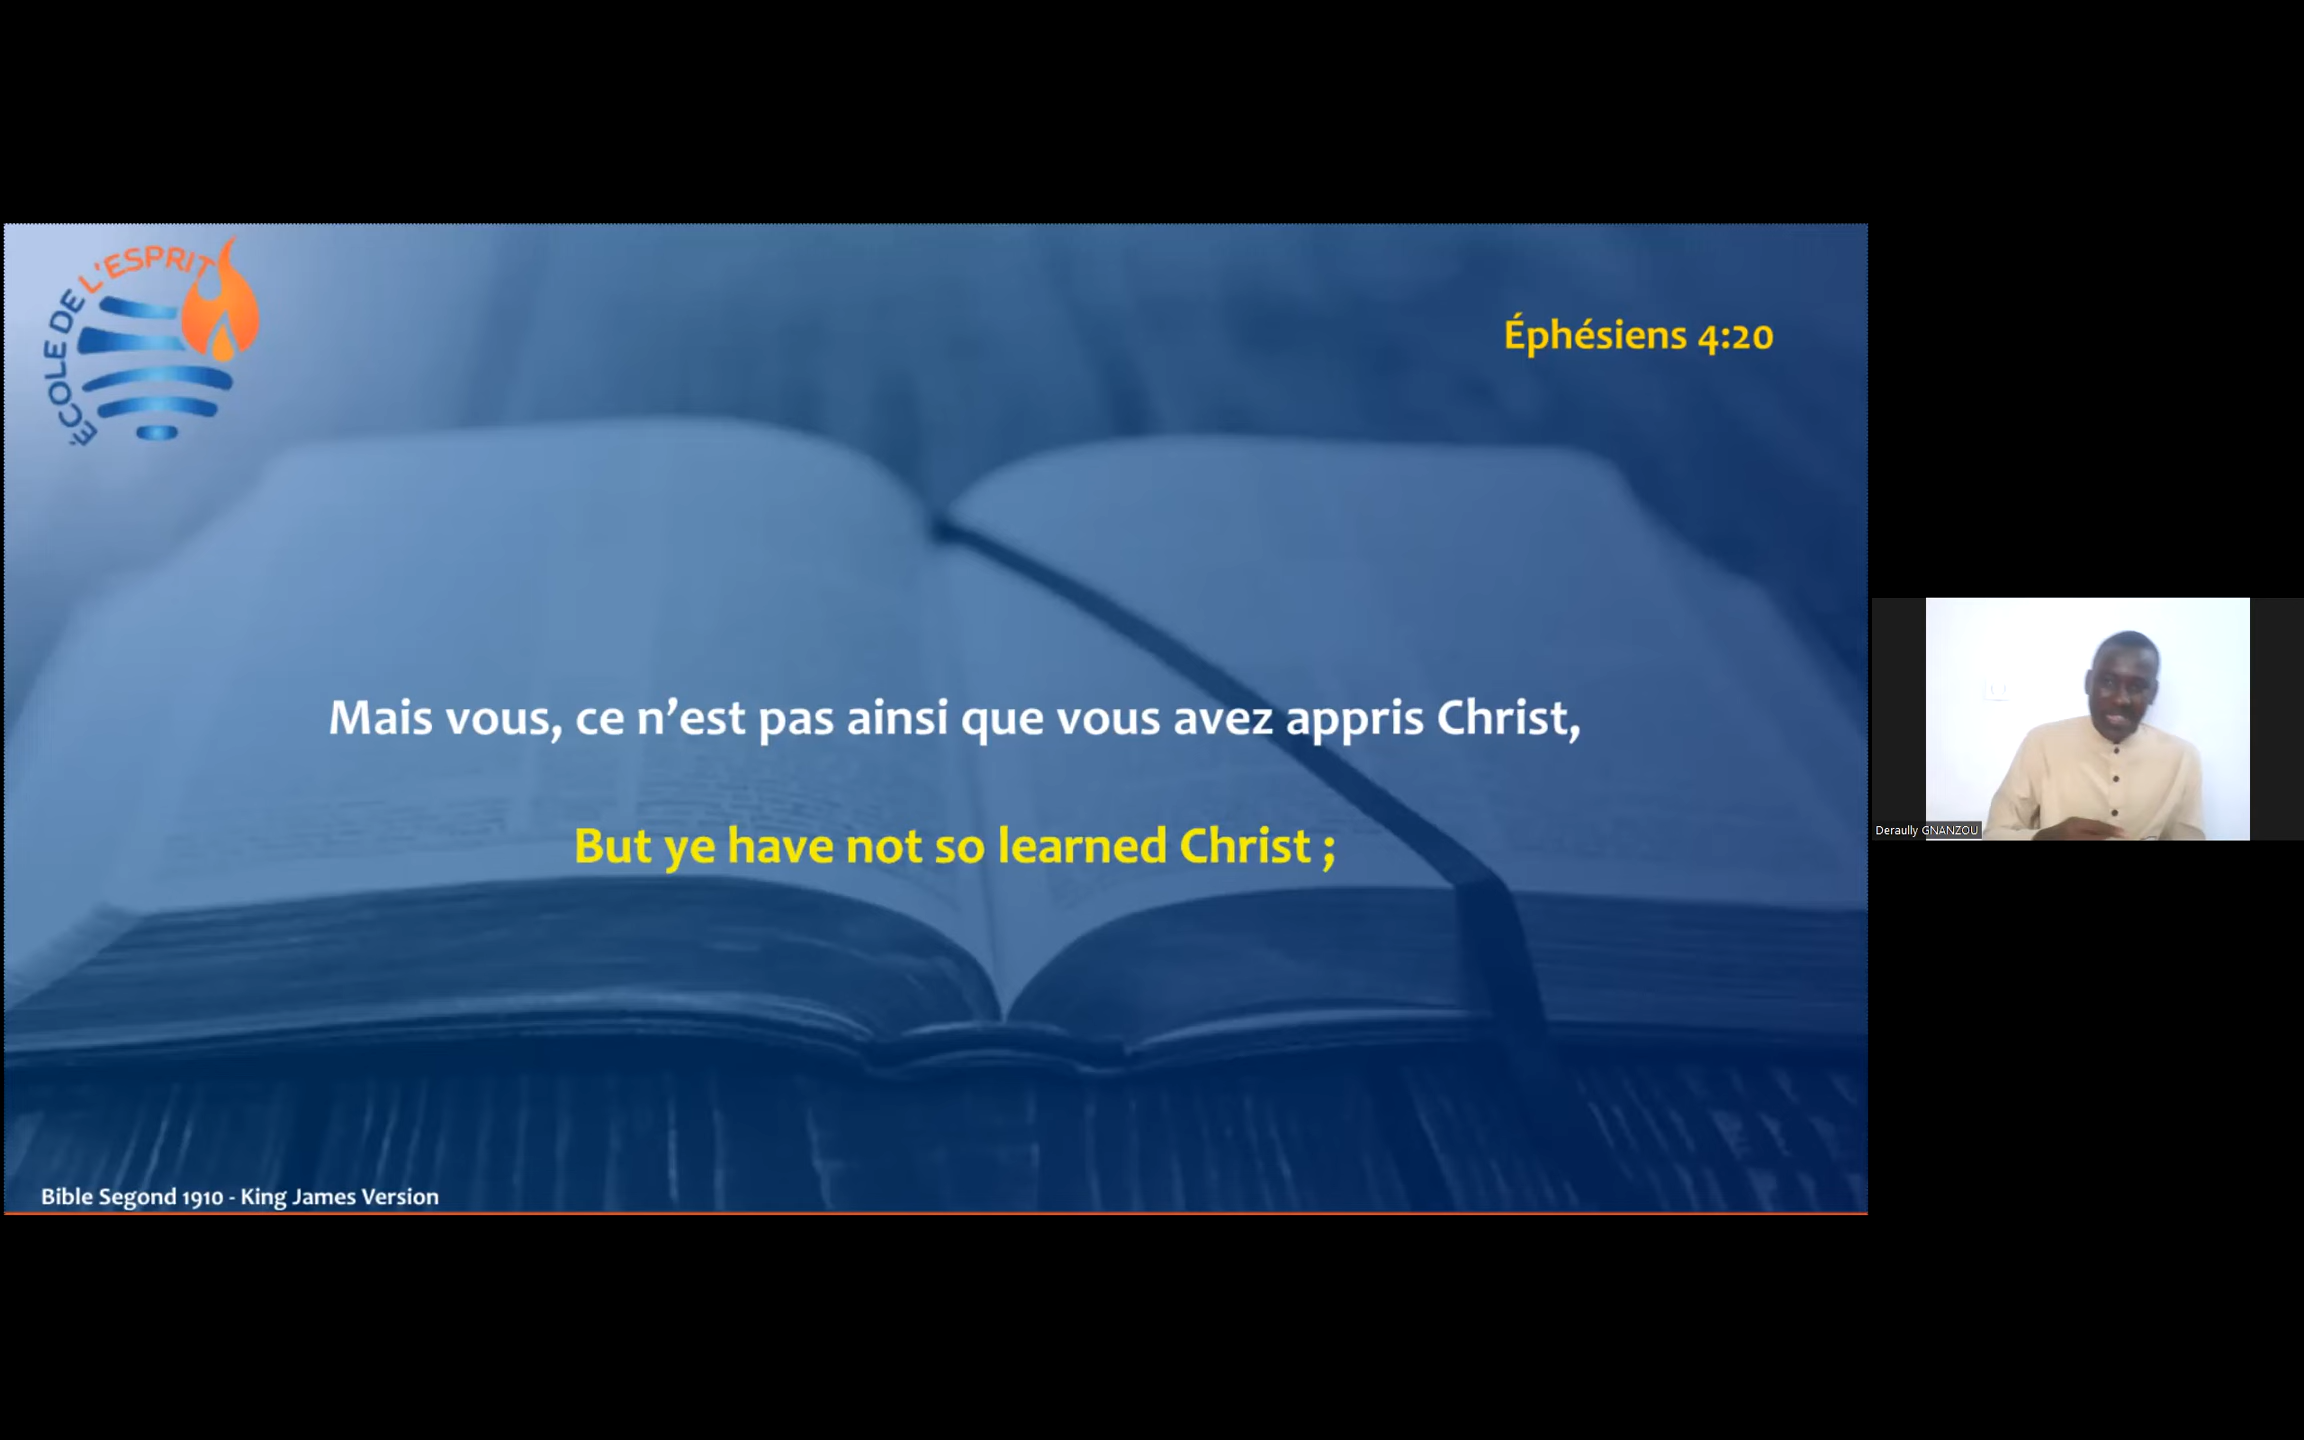 ÉCOLE DE L'ESPRIT
Éphésiens 4:20
Mais vous, ce n’est pas ainsi que vous avez appris Christ,
But ye have not so learned Christ ;
Deraully GNANZOU
Bible Segond 1910 - King James Version